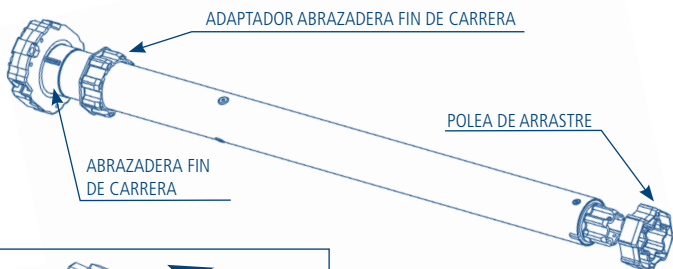 ADAPTADOR ABRAZADERA FIN DE CARRERA
POLEA DE ARRASTRE
ABRAZADERA FIN
DE CARRERA